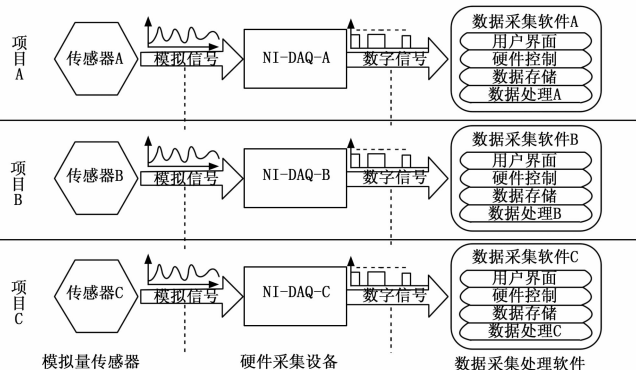 项目A
传感器A
模拟信号
NI-DAQ-A
数字信号
数据采集软件A
用户界面
硬件控制
数据存储
数据处理A
项目B
传感器B
模拟信号
NI-DAQ-B
数字信号
数据采集软件B
用户界面
硬件控制
数据存储
数据处理B
项目C
传感器C
模拟信号
NI-DAQ-C
数字信号
数据采集软件C
用户界面
硬件控制
数据存储
数据处理C
模拟量传感器
硬件采集设备
数据采集处理软件